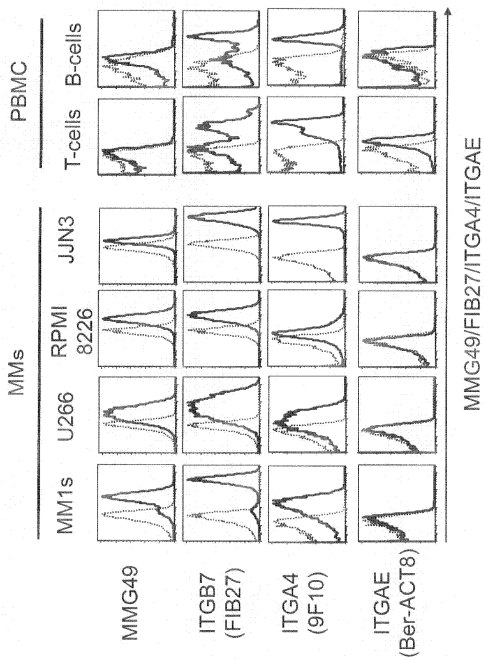 MMs
PBMC
MM1s
U266
RPMI
8226
JJN3
T-cells
B-cells
MMG49
ITGB7
(FIB27)
ITGA4
(9F10)
ITGAE
(Ber-ACT8)
MMG49/FIB27/ITGA4/ITGAE